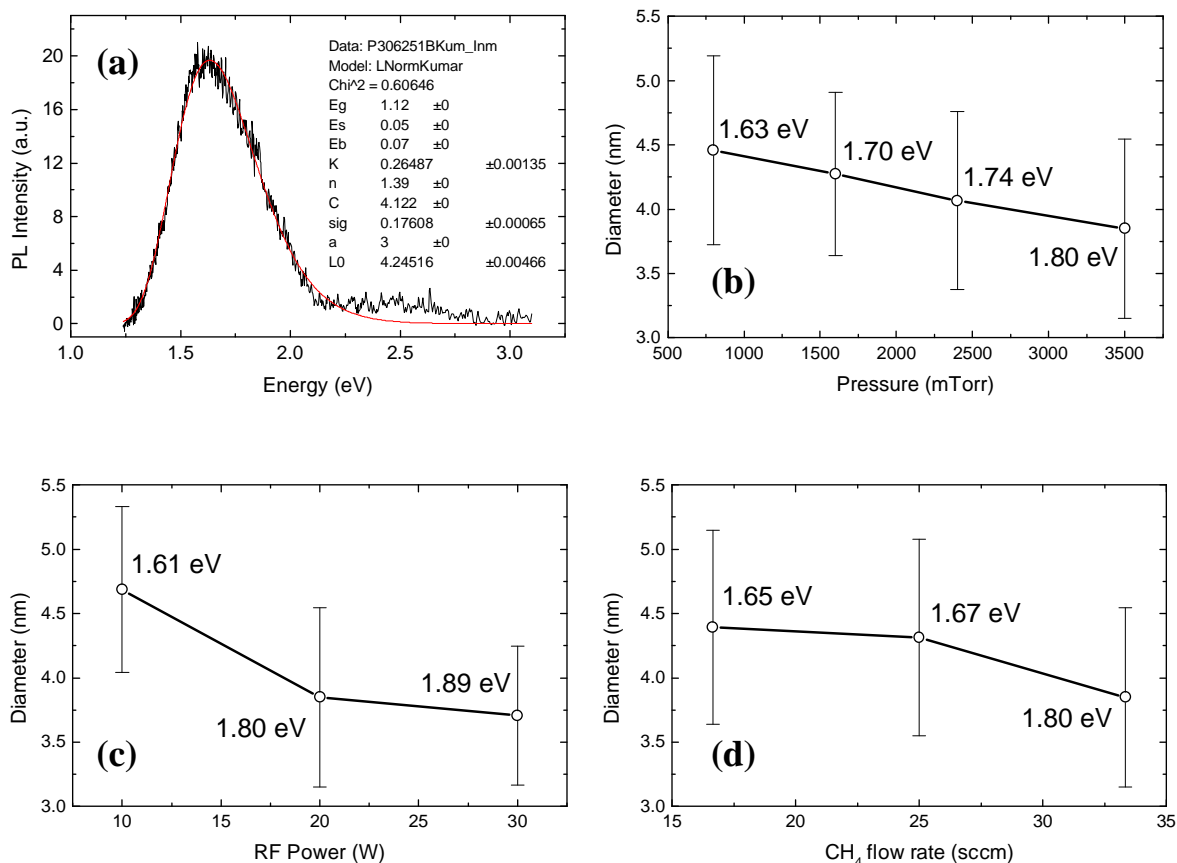 (a)
Data: P306251BKum_lnm
Model: LNormKumar
Chi^2 = 0.60646
Eg 1.12 ±0
Es 0.05 ±0
Eb 0.07 ±0
K 0.26487 ±0.00135
n 1.39 ±0
C 4.122 ±0
sig 0.17608 ±0.00065
a 3 ±0
L0 4.24516 ±0.00466
20
16
12
8
4
0
PL Intensity (a.u.)
1.0 1.5 2.0 2.5 3.0
Energy (eV)
5.5
5.0
4.5
4.0
3.5
3.0
Diameter (nm)
1.63 eV
1.70 eV
1.74 eV
1.80 eV
(b)
500 1000 1500 2000 2500 3000 3500
Pressure (mTorr)
5.5
5.0
4.5
4.0
3.5
3.0
Diameter (nm)
1.61 eV
1.80 eV
1.89 eV
(c)
10 15 20 25 30
RF Power (W)
5.5
5.0
4.5
4.0
3.5
3.0
Diameter (nm)
1.65 eV
1.67 eV
1.80 eV
(d)
15 20 25 30 35
CH₄ flow rate (sccm)